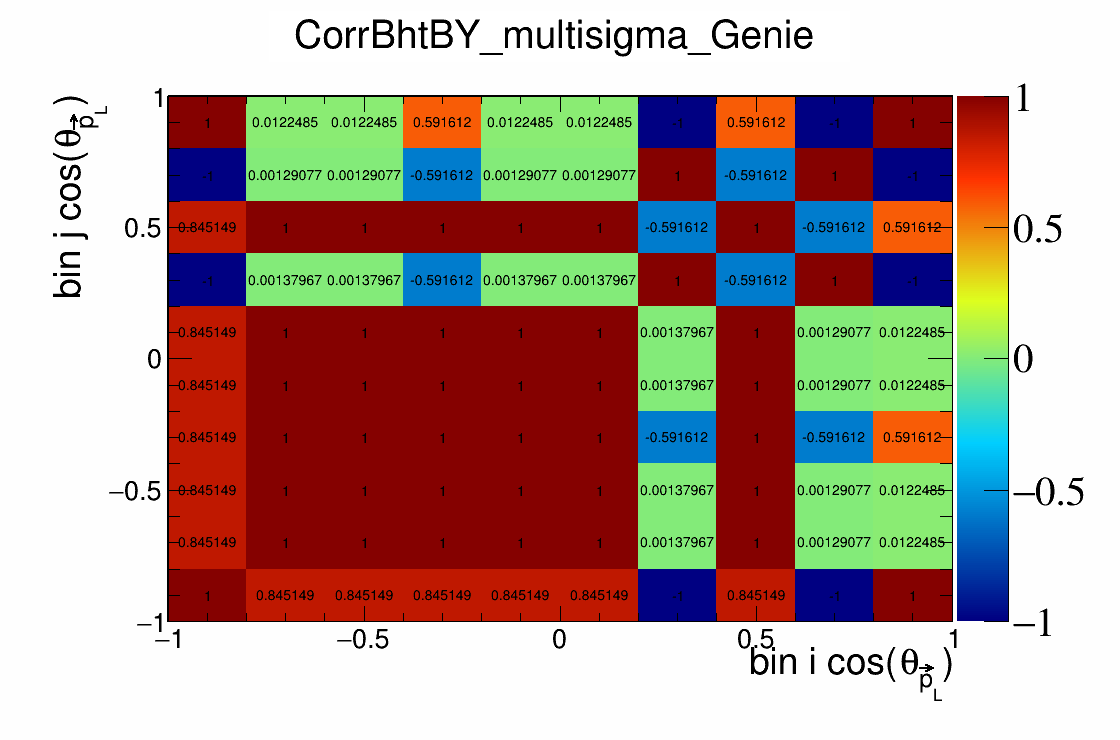 CorrBhtBY_multisigma_Genie
bin j cos(θ_p⃗_L)
1
0.5
0
−0.5
−1
1 0.0122485 0.0122485 0.591612 0.0122485 0.0122485 -1 0.591612 -1 1
-1 0.00129077 0.00129077 -0.591612 0.00129077 0.00129077 1 -0.591612 1 -1
0.845149 1 1 1 1 1 -0.591612 1 -0.591612 0.591612
-1 0.00137967 0.00137967 -0.591612 0.00137967 0.00137967 1 -0.591612 1 -1
0.845149 1 1 1 1 1 0.00137967 1 0.00129077 0.0122485
0.845149 1 1 1 1 1 0.00137967 1 0.00129077 0.0122485
0.845149 1 1 1 1 1 -0.591612 1 -0.591612 0.591612
0.845149 1 1 1 1 1 0.00137967 1 0.00129077 0.0122485
0.845149 1 1 1 1 1 0.00137967 1 0.00129077 0.0122485
1 0.845149 0.845149 0.845149 0.845149 0.845149 -1 0.845149 -1 1
−1 −0.5 0 0.5 1
bin i cos(θ_p⃗_L)
1
0.5
0
−0.5
−1